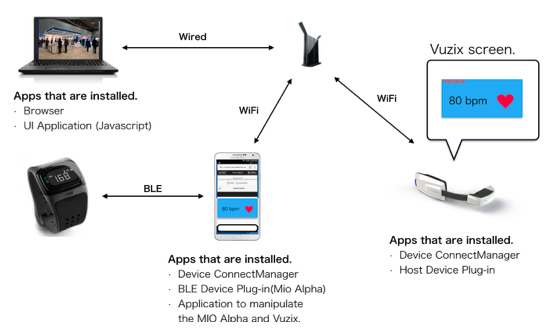 Wired
Vuzix screen.
80 bpm
Apps that are installed.
· Browser
· UI Application (Javascript)
WiFi
WiFi
BLE
168
80 bpm
Apps that are installed.
· Device ConnectManager
· BLE Device Plug-in(Mio Alpha)
· Application to manipulate
the MIO Alpha and Vuzix.
Apps that are installed.
· Device ConnectManager
· Host Device Plug-in